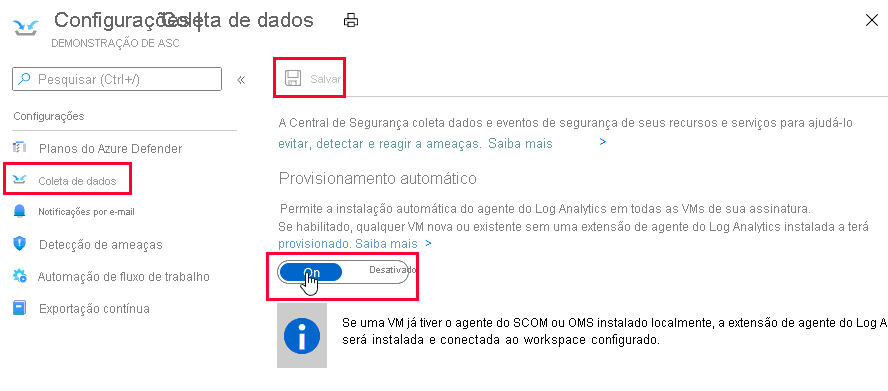 Configurações | Coleta de dados
DEMONSTRAÇÃO DE ASC
Pesquisar (Ctrl+/)
«
Configurações
Planos do Azure Defender
Coleta de dados
Notificações por e-mail
Detecção de ameaças
Automação de fluxo de trabalho
Exportação contínua
Salvar
A Central de Segurança coleta dados e eventos de segurança de seus recursos e serviços para ajudá-lo
evitar, detectar e reagir a ameaças. Saiba mais >
Provisionamento automático
Permite a instalação automática do agente do Log Analytics em todas as VMs de sua assinatura.
Se habilitado, qualquer VM nova ou existente sem uma extensão de agente do Log Analytics instalada a terá
provisionado. Saiba mais >
On Desativado
Se uma VM já tiver o agente do SCOM ou OMS instalado localmente, a extensão de agente do Log A
será instalada e conectada ao workspace configurado.